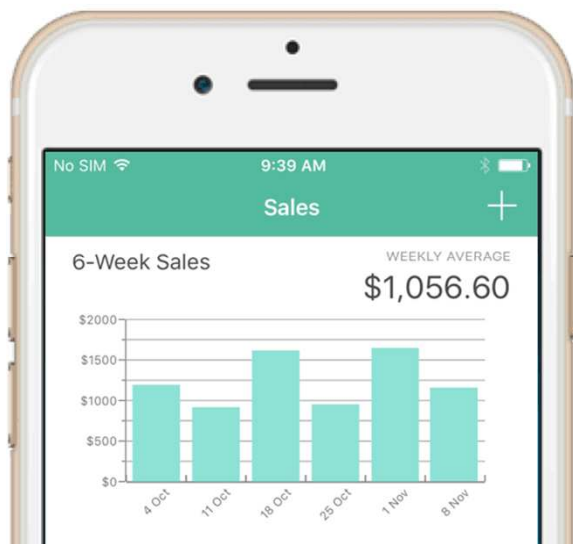 No SIM 9:39 AM
Sales +
6-Week Sales
WEEKLY AVERAGE
$1,056.60
$2000
$1500
$1000
$500
$0
4 Oct 11 Oct 18 Oct 25 Oct 1 Nov 8 Nov